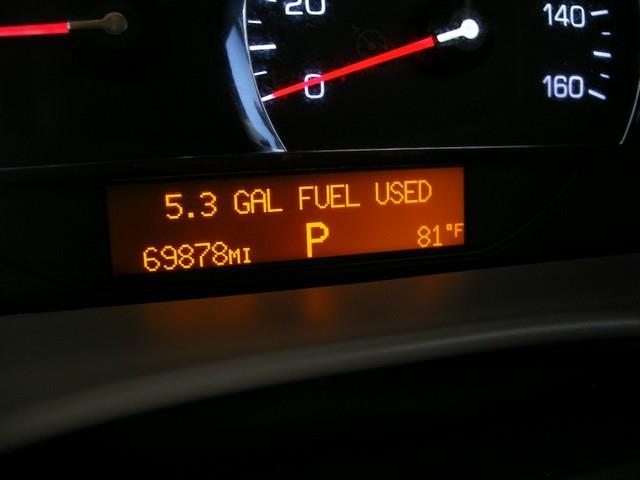 20
0
140
160
5.3 GAL FUEL USED
P
69878MI
81°F